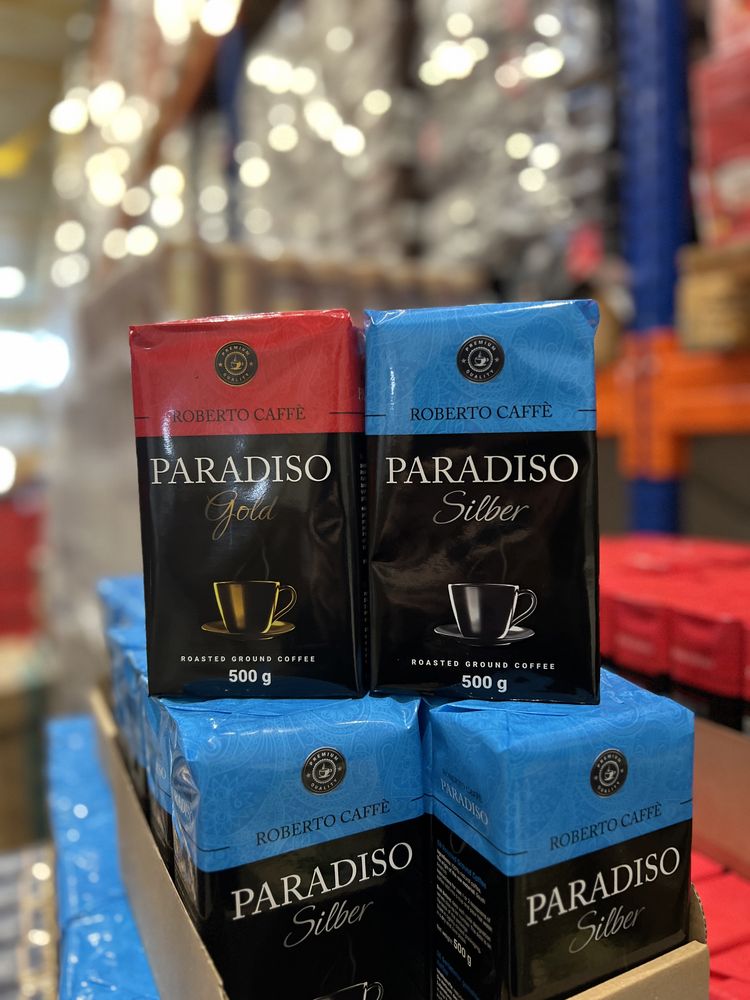 PREMIUM QUALITY
ROBERTO CAFFÈ
PARADISO
Gold
ROASTED GROUND COFFEE
500 g
PREMIUM QUALITY
ROBERTO CAFFÈ
PARADISO
Silber
ROASTED GROUND COFFEE
500 g
PREMIUM QUALITY
ROBERTO CAFFÈ
PARADISO
Silber
ROBERTO CAFFÈ
PARADISO
500 g
PREMIUM QUALITY
ROBERTO CAFFÈ
PARADISO
Silber